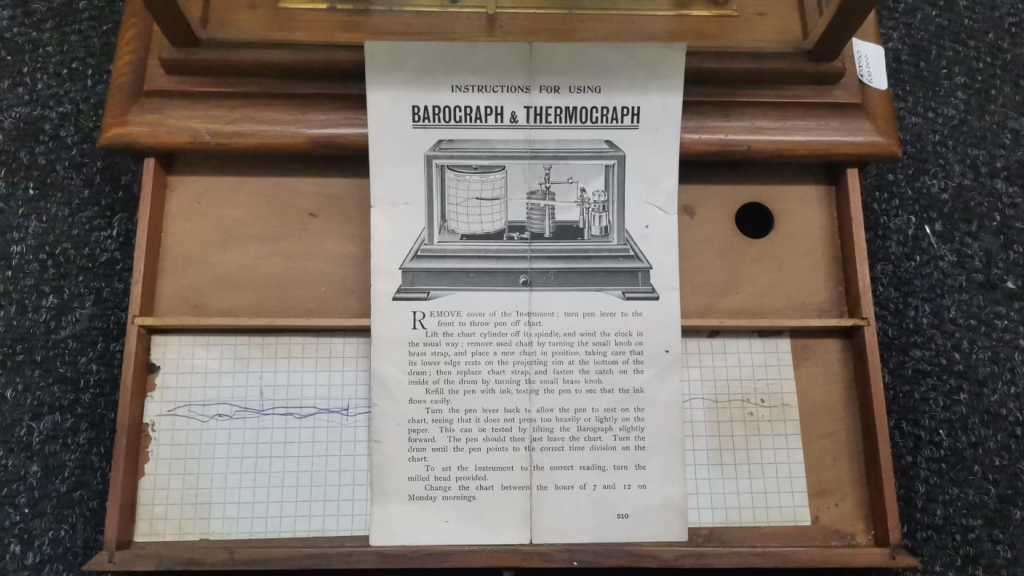 INSTRUCTIONS FOR USING
BAROGRAPH & THERMOGRAPH
REMOVE cover of the Instrument; turn pen lever to the
front to throw pen off chart.
Lift the chart cylinder off its spindle, and wind the clock in
the usual way; remove used chart by turning the small knob on
brass strap, and place a new chart in position, taking care that
its lower edge rests on the projecting rim at the bottom of the
drum; then replace chart strap, and fasten the catch on the
inside of the drum by turning the small brass knob.
Refill the pen with ink, testing the pen to see that the ink
flows easily.
Turn the pen lever back to allow the pen to rest on the
chart, seeing that it does not press too heavily or lightly on the
paper. This can be tested by tilting the Barograph slightly
forward. The pen should then just leave the chart. Turn the
drum until the pen points to the correct time division on the
chart.
To set the Instrument to the correct reading, turn the
milled head provided.
Change the chart between the hours of 7 and 12 on
Monday mornings.
510